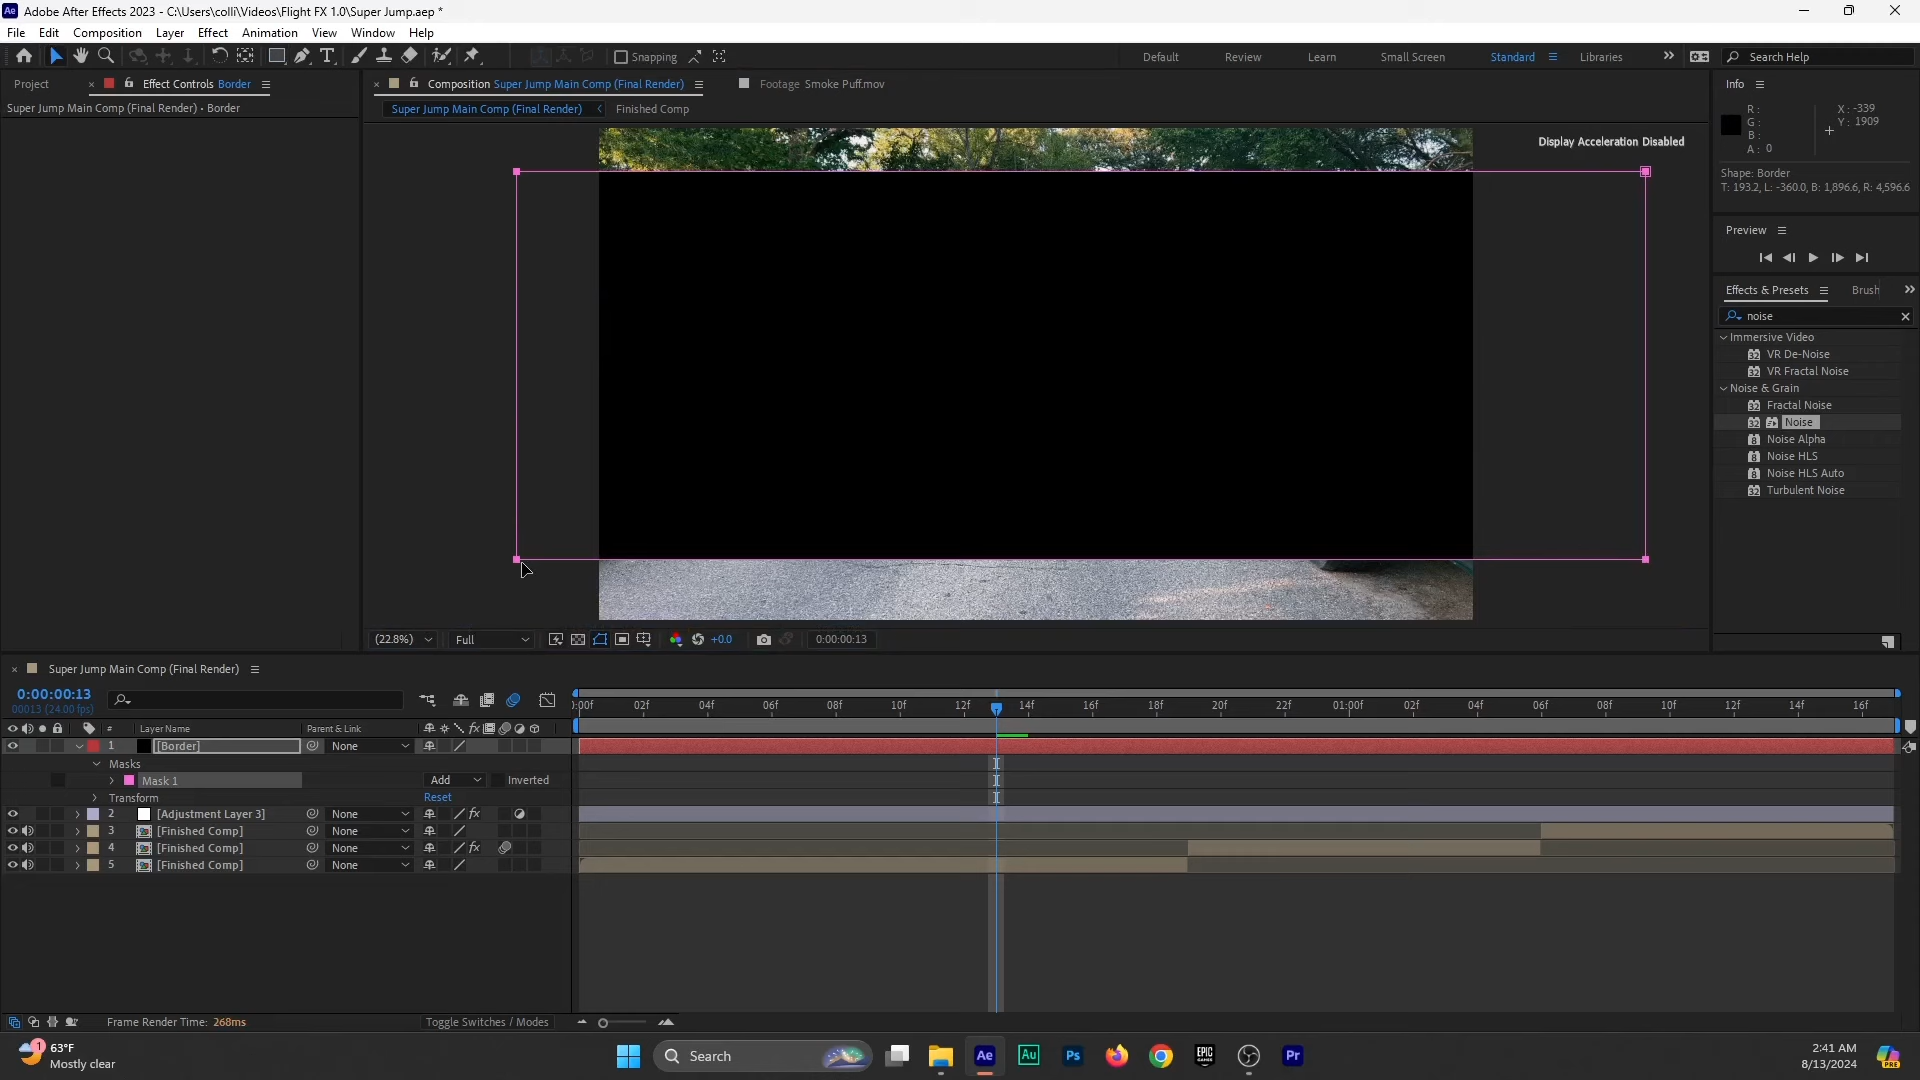 Adobe After Effects 2023 - C:\Users\colli\Videos\Flight FX 1.0\Super Jump.aep *
File Edit Composition Layer Effect Animation View Window Help
Snapping
Default Review Learn Small Screen Standard Libraries Search Help
Project Effect Controls Border
Super Jump Main Comp (Final Render) • Border
Composition Super Jump Main Comp (Final Render) Footage Smoke Puff.mov
Super Jump Main Comp (Final Render) Finished Comp
Display Acceleration Disabled
(22.8%) Full +0.0 0:00:00:13
Info
R :
G :
B :
A : 0
X : -339
Y : 1909
Shape: Border
T: 193.2, L: -360.0, B: 1,896.6, R: 4,596.6
Preview
Effects & Presets Brush
noise
Immersive Video
VR De-Noise
VR Fractal Noise
Noise & Grain
Fractal Noise
Noise
Noise Alpha
Noise HLS
Noise HLS Auto
Turbulent Noise
Super Jump Main Comp (Final Render)
0:00:00:13
00013 (24.00 fps)
:00f 02f 04f 06f 08f 10f 12f 14f 16f 18f 20f 22f 01:00f 02f 04f 06f 08f 10f 12f 14f 16f
# Layer Name Parent & Link
1 [Border] None
Masks
Mask 1 Add Inverted
Transform Reset
2 [Adjustment Layer 3] None
3 [Finished Comp] None
4 [Finished Comp] None
5 [Finished Comp] None
Frame Render Time: 268ms Toggle Switches / Modes
1
63°F
Mostly clear
Search
Ae Au Ps EPIC GAMES Pr
2:41 AM
8/13/2024